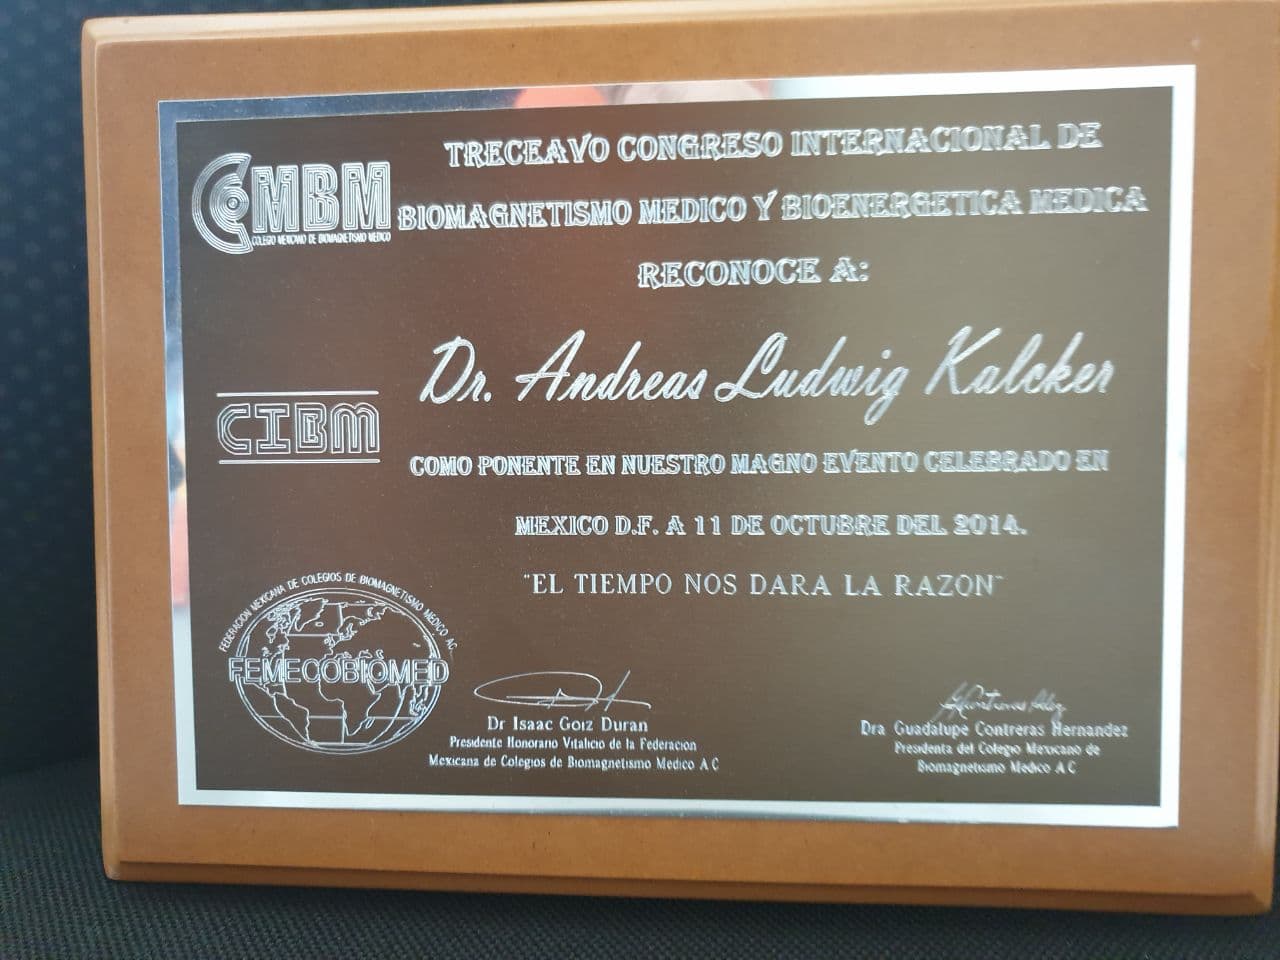 TRECEAVO CONGRESO INTERNACIONAL DE
BIOMAGNETISMO MEDICO Y BIOENERGETICA MEDICA
RECONOCE A:
Dr. Andreas Ludwig Kalcker
COMO PONENTE EN NUESTRO MAGNO EVENTO CELEBRADO EN
MEXICO D.F. A 11 DE OCTUBRE DEL 2014.
"EL TIEMPO NOS DARA LA RAZON"
CMBM
COLEGIO MEXICANO DE BIOMAGNETISMO MEDICO
CIBM
FEDERACION MEXICANA DE COLEGIOS DE BIOMAGNETISMO MEDICO AC.
FEMECOBIOMED
Dr Isaac Goiz Duran
Presidente Honorario Vitalicio de la Federacion
Mexicana de Colegios de Biomagnetismo Medico A C
Dra Guadalupe Contreras Hernandez
Presidenta del Colegio Mexicano de
Biomagnetismo Medico A C